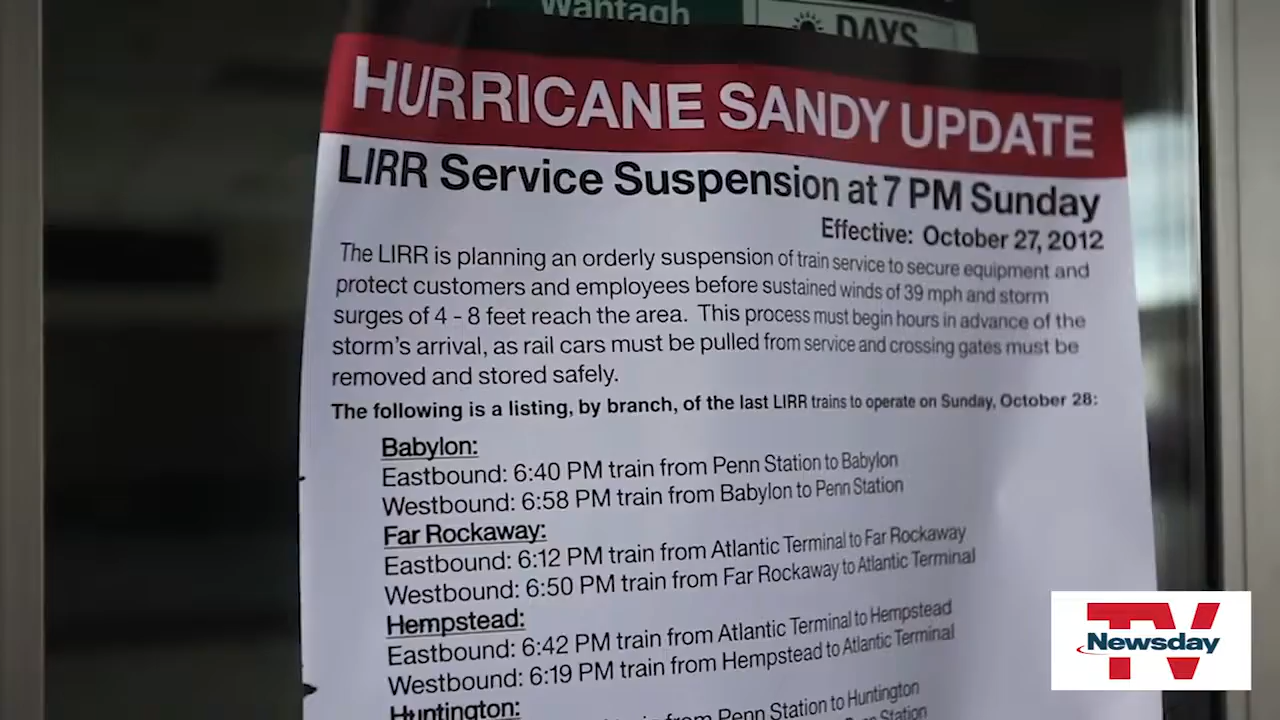 Wantagh
DAYS
HURRICANE SANDY UPDATE
LIRR Service Suspension at 7 PM Sunday
Effective: October 27, 2012
The LIRR is planning an orderly suspension of train service to secure equipment and
protect customers and employees before sustained winds of 39 mph and storm
surges of 4 - 8 feet reach the area. This process must begin hours in advance of the
storm's arrival, as rail cars must be pulled from service and crossing gates must be
removed and stored safely.
The following is a listing, by branch, of the last LIRR trains to operate on Sunday, October 28:
Babylon:
Eastbound: 6:40 PM train from Penn Station to Babylon
Westbound: 6:58 PM train from Babylon to Penn Station
Far Rockaway:
Eastbound: 6:12 PM train from Atlantic Terminal to Far Rockaway
Westbound: 6:50 PM train from Far Rockaway to Atlantic Terminal
Hempstead:
Eastbound: 6:42 PM train from Atlantic Terminal to Hempstead
Westbound: 6:19 PM train from Hempstead to Atlantic Terminal
Huntington:
from Penn Station to Huntington
Station
TV
Newsday